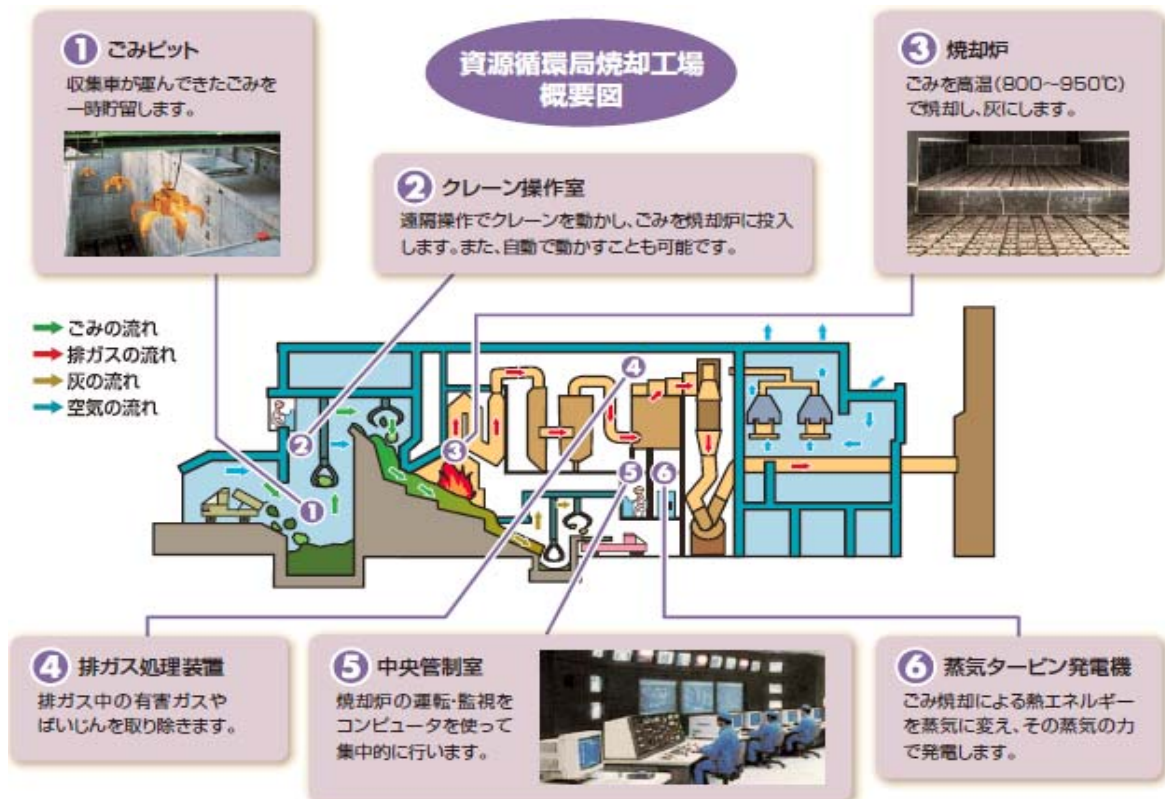 資源循環局焼却工場
概要図
1 ごみピット
収集車が運んできたごみを
一時貯留します。
2 クレーン操作室
遠隔操作でクレーンを動かし、ごみを焼却炉に投入
します。また、自動で動かすことも可能です。
3 焼却炉
ごみを高温(800～950℃)
で焼却し、灰にします。
ごみの流れ
排ガスの流れ
灰の流れ
空気の流れ
1
2
3
4
5
6
4 排ガス処理装置
排ガス中の有害ガスや
ばいじんを取り除きます。
5 中央管制室
焼却炉の運転・監視を
コンピュータを使って
集中的に行います。
6 蒸気タービン発電機
ごみ焼却による熱エネルギー
を蒸気に変え、その蒸気の力
で発電します。